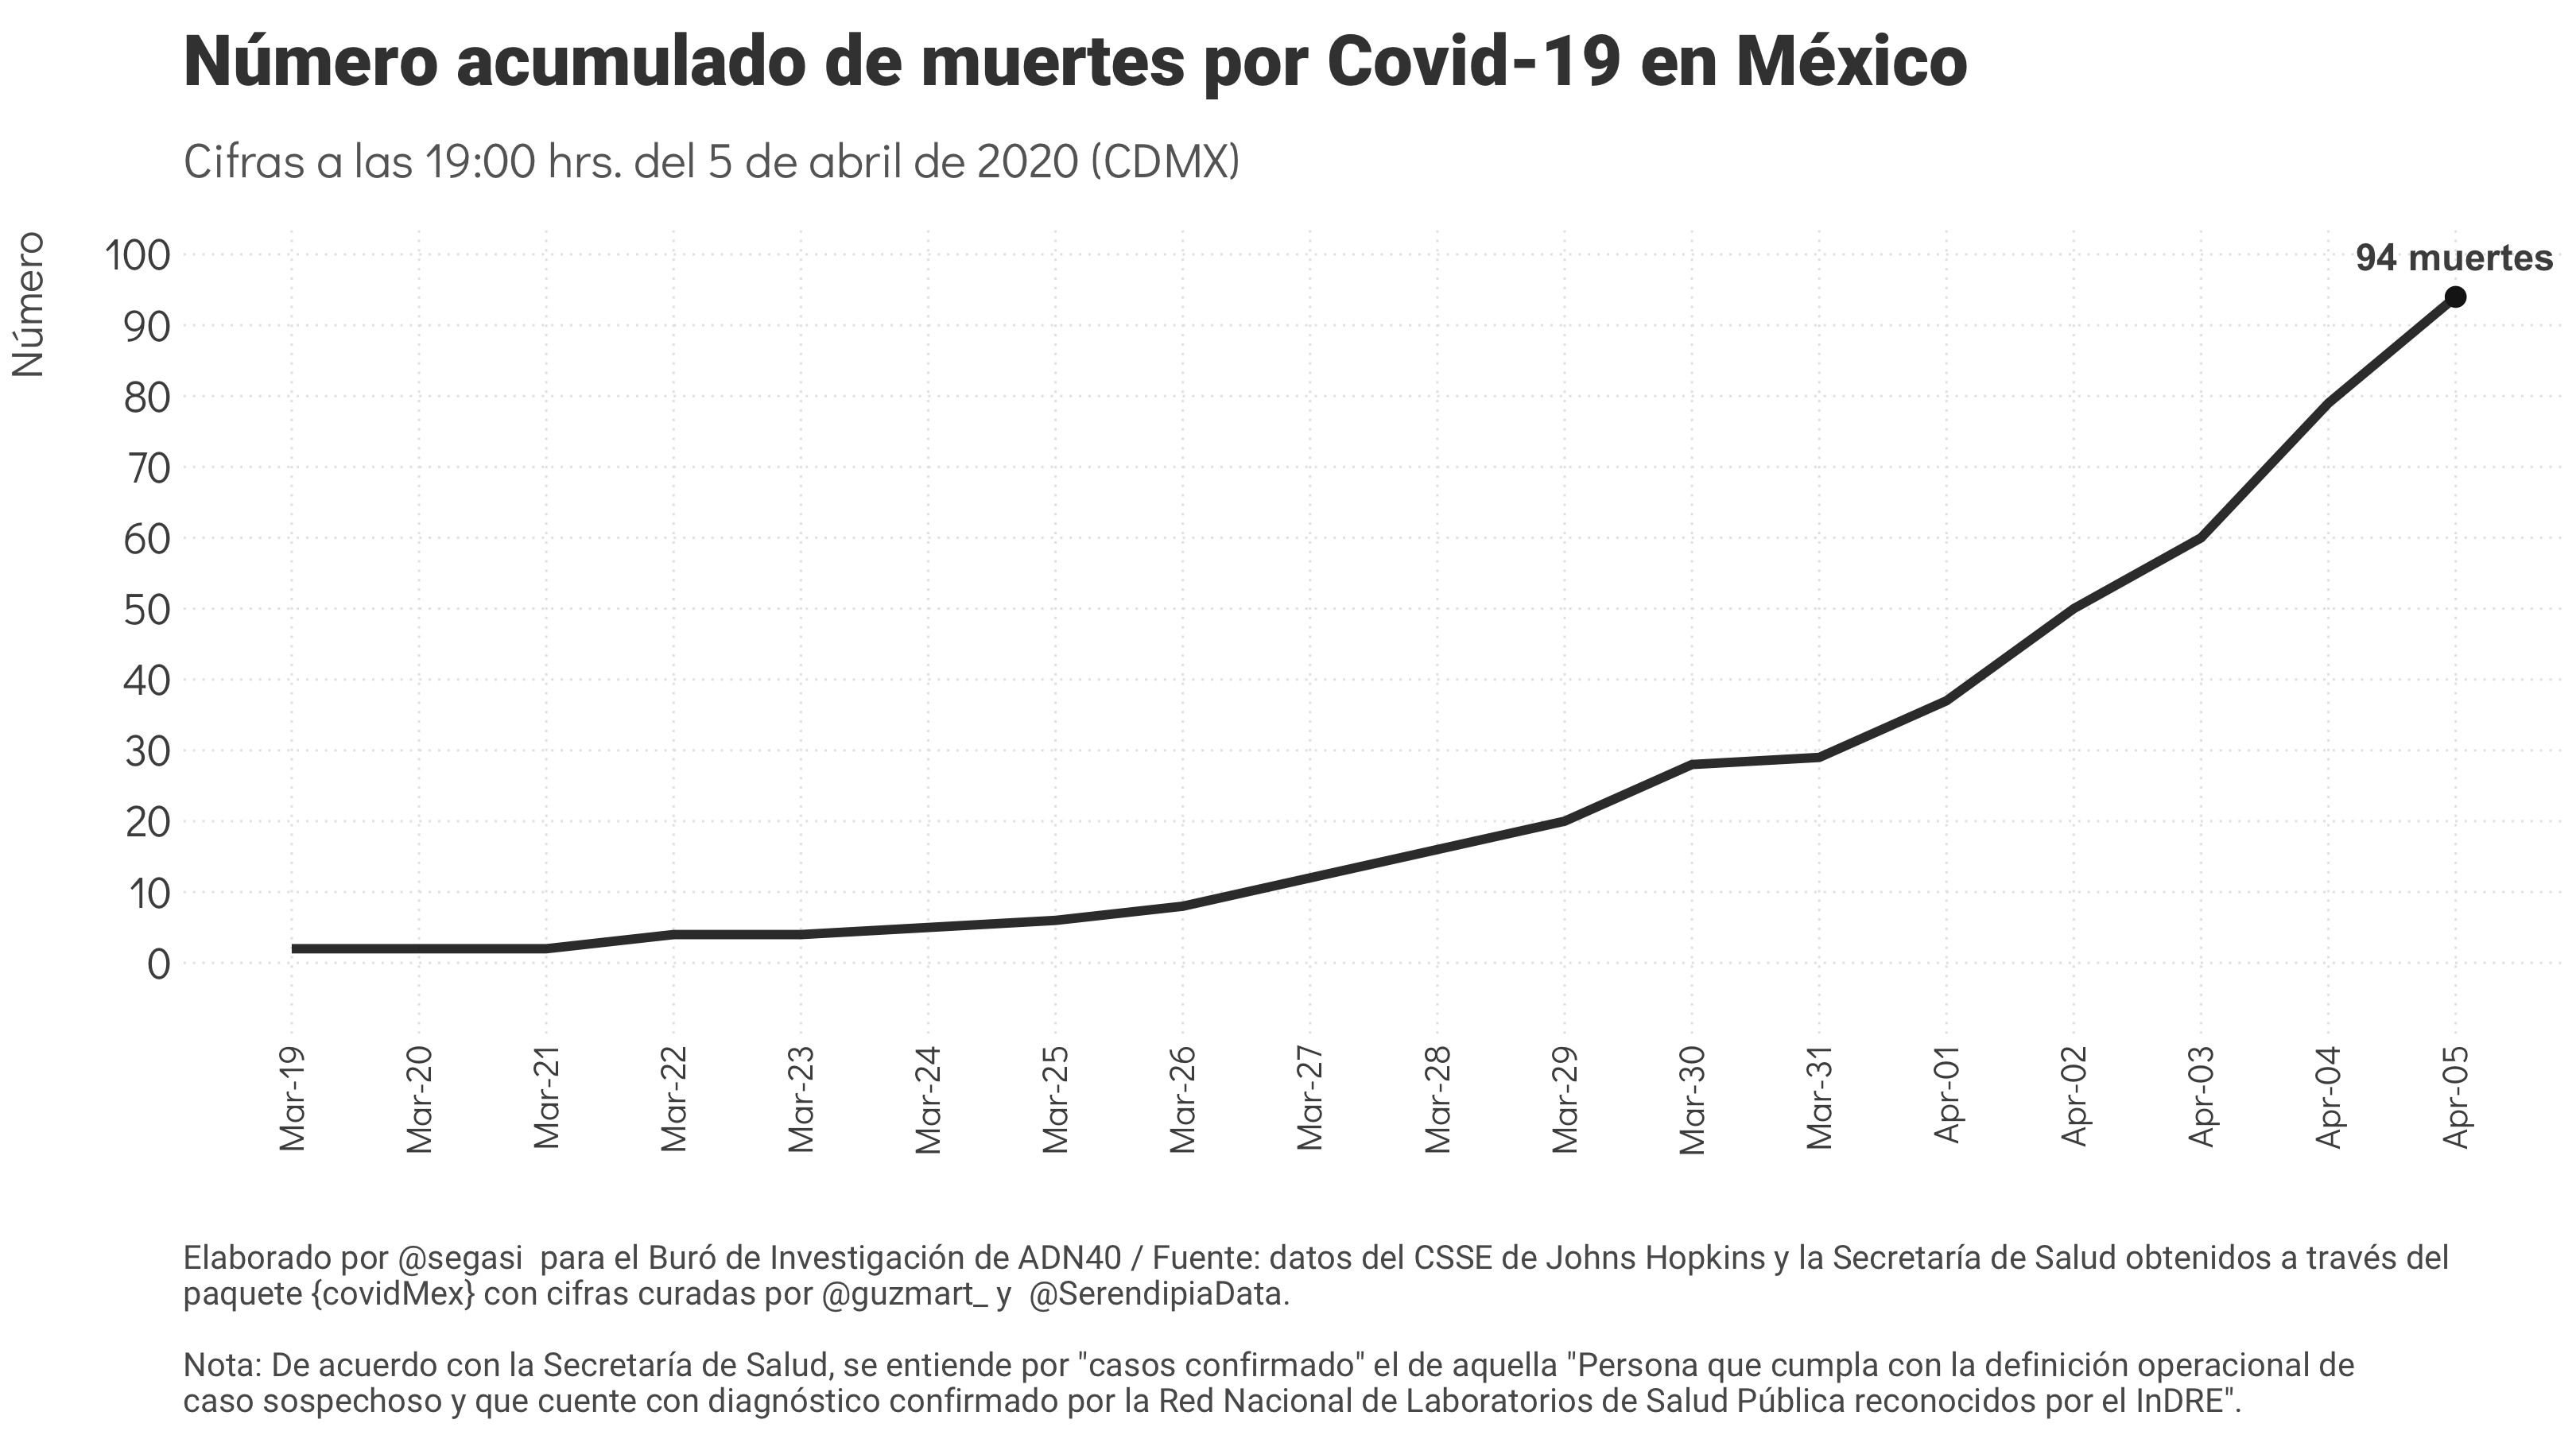 Número acumulado de muertes por Covid-19 en México
Cifras a las 19:00 hrs. del 5 de abril de 2020 (CDMX)
Número
100
90
80
70
60
50
40
30
20
10
0
94 muertes
Mar-19
Mar-20
Mar-21
Mar-22
Mar-23
Mar-24
Mar-25
Mar-26
Mar-27
Mar-28
Mar-29
Mar-30
Mar-31
Apr-01
Apr-02
Apr-03
Apr-04
Apr-05
Elaborado por @segasi  para el Buró de Investigación de ADN40 / Fuente: datos del CSSE de Johns Hopkins y la Secretaría de Salud obtenidos a través del
paquete {covidMex} con cifras curadas por @guzmart_ y  @SerendipiaData.
Nota: De acuerdo con la Secretaría de Salud, se entiende por "casos confirmado" el de aquella "Persona que cumpla con la definición operacional de
caso sospechoso y que cuente con diagnóstico confirmado por la Red Nacional de Laboratorios de Salud Pública reconocidos por el InDRE".